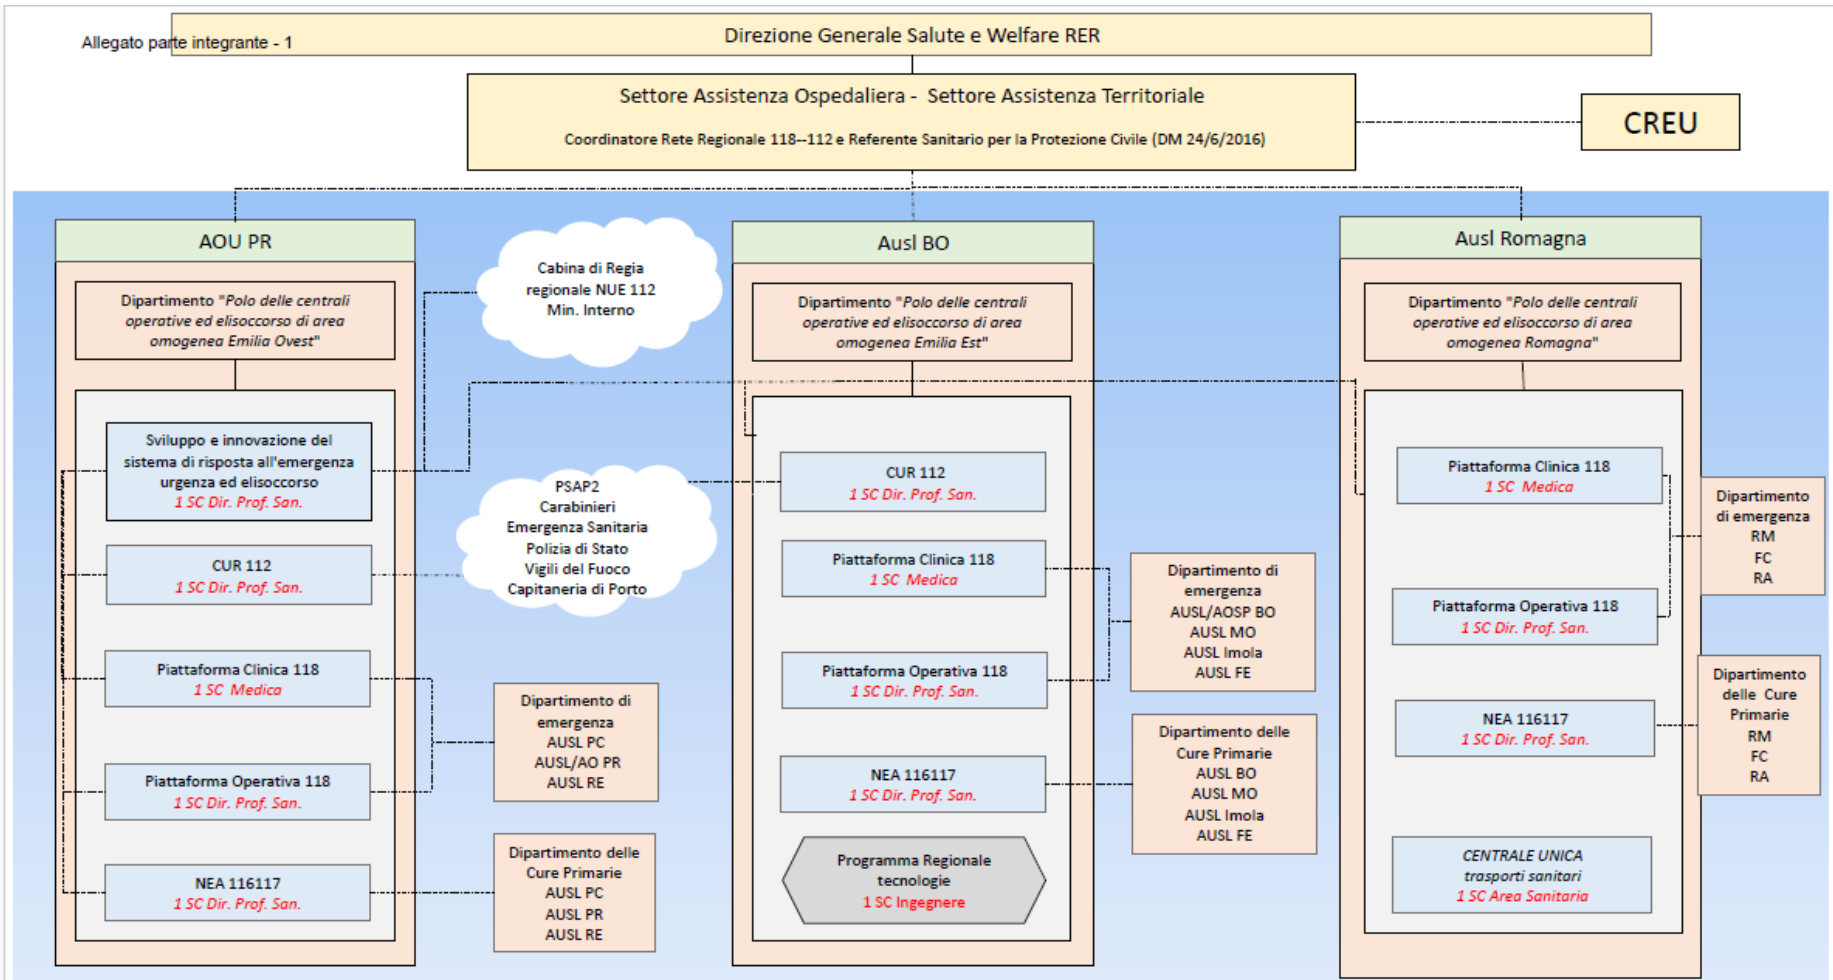 Allegato parte integrante - 1
Direzione Generale Salute e Welfare RER
Settore Assistenza Ospedaliera - Settore Assistenza Territoriale
Coordinatore Rete Regionale 118--112 e Referente Sanitario per la Protezione Civile (DM 24/6/2016)
CREU
AOU PR
Dipartimento "Polo delle centrali
operative ed elisoccorso di area
omogenea Emilia Ovest"
Sviluppo e innovazione del
sistema di risposta all'emergenza
urgenza ed elisoccorso
1 SC Dir. Prof. San.
CUR 112
1 SC Dir. Prof. San.
Piattaforma Clinica 118
1 SC Medica
Piattaforma Operativa 118
1 SC Dir. Prof. San.
NEA 116117
1 SC Dir. Prof. San.
Cabina di Regia
regionale NUE 112
Min. Interno
PSAP2
Carabinieri
Emergenza Sanitaria
Polizia di Stato
Vigili del Fuoco
Capitaneria di Porto
Dipartimento di
emergenza
AUSL PC
AUSL/AO PR
AUSL RE
Dipartimento delle
Cure Primarie
AUSL PC
AUSL PR
AUSL RE
Ausl BO
Dipartimento "Polo delle centrali
operative ed elisoccorso di area
omogenea Emilia Est"
CUR 112
1 SC Dir. Prof. San.
Piattaforma Clinica 118
1 SC Medica
Piattaforma Operativa 118
1 SC Dir. Prof. San.
NEA 116117
1 SC Dir. Prof. San.
Programma Regionale
tecnologie
1 SC Ingegnere
Dipartimento di
emergenza
AUSL/AOSP BO
AUSL MO
AUSL Imola
AUSL FE
Dipartimento delle
Cure Primarie
AUSL BO
AUSL MO
AUSL Imola
AUSL FE
Ausl Romagna
Dipartimento "Polo delle centrali
operative ed elisoccorso di area
omogenea Romagna"
Piattaforma Clinica 118
1 SC Medica
Piattaforma Operativa 118
1 SC Dir. Prof. San.
NEA 116117
1 SC Dir. Prof. San.
CENTRALE UNICA
trasporti sanitari
1 SC Area Sanitaria
Dipartimento
di emergenza
RM
FC
RA
Dipartimento
delle Cure
Primarie
RM
FC
RA